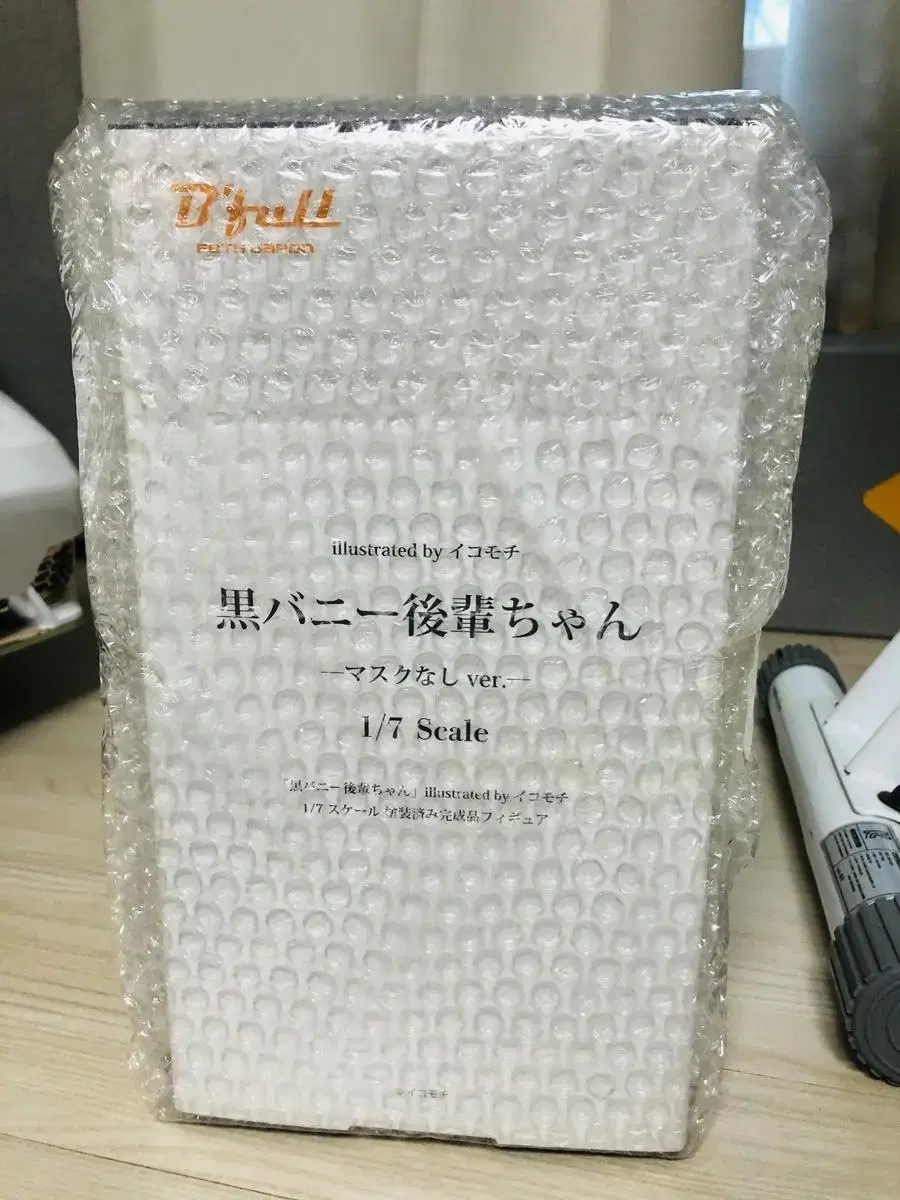 B'full
FOTS JAPAN
illustrated by イコモチ
黒バニー後輩ちゃん
―マスクなし ver.―
1/7 Scale
「黒バニー後輩ちゃん」illustrated by イコモチ
1/7 スケール 塗装済み完成品フィギュア
©イコモチ